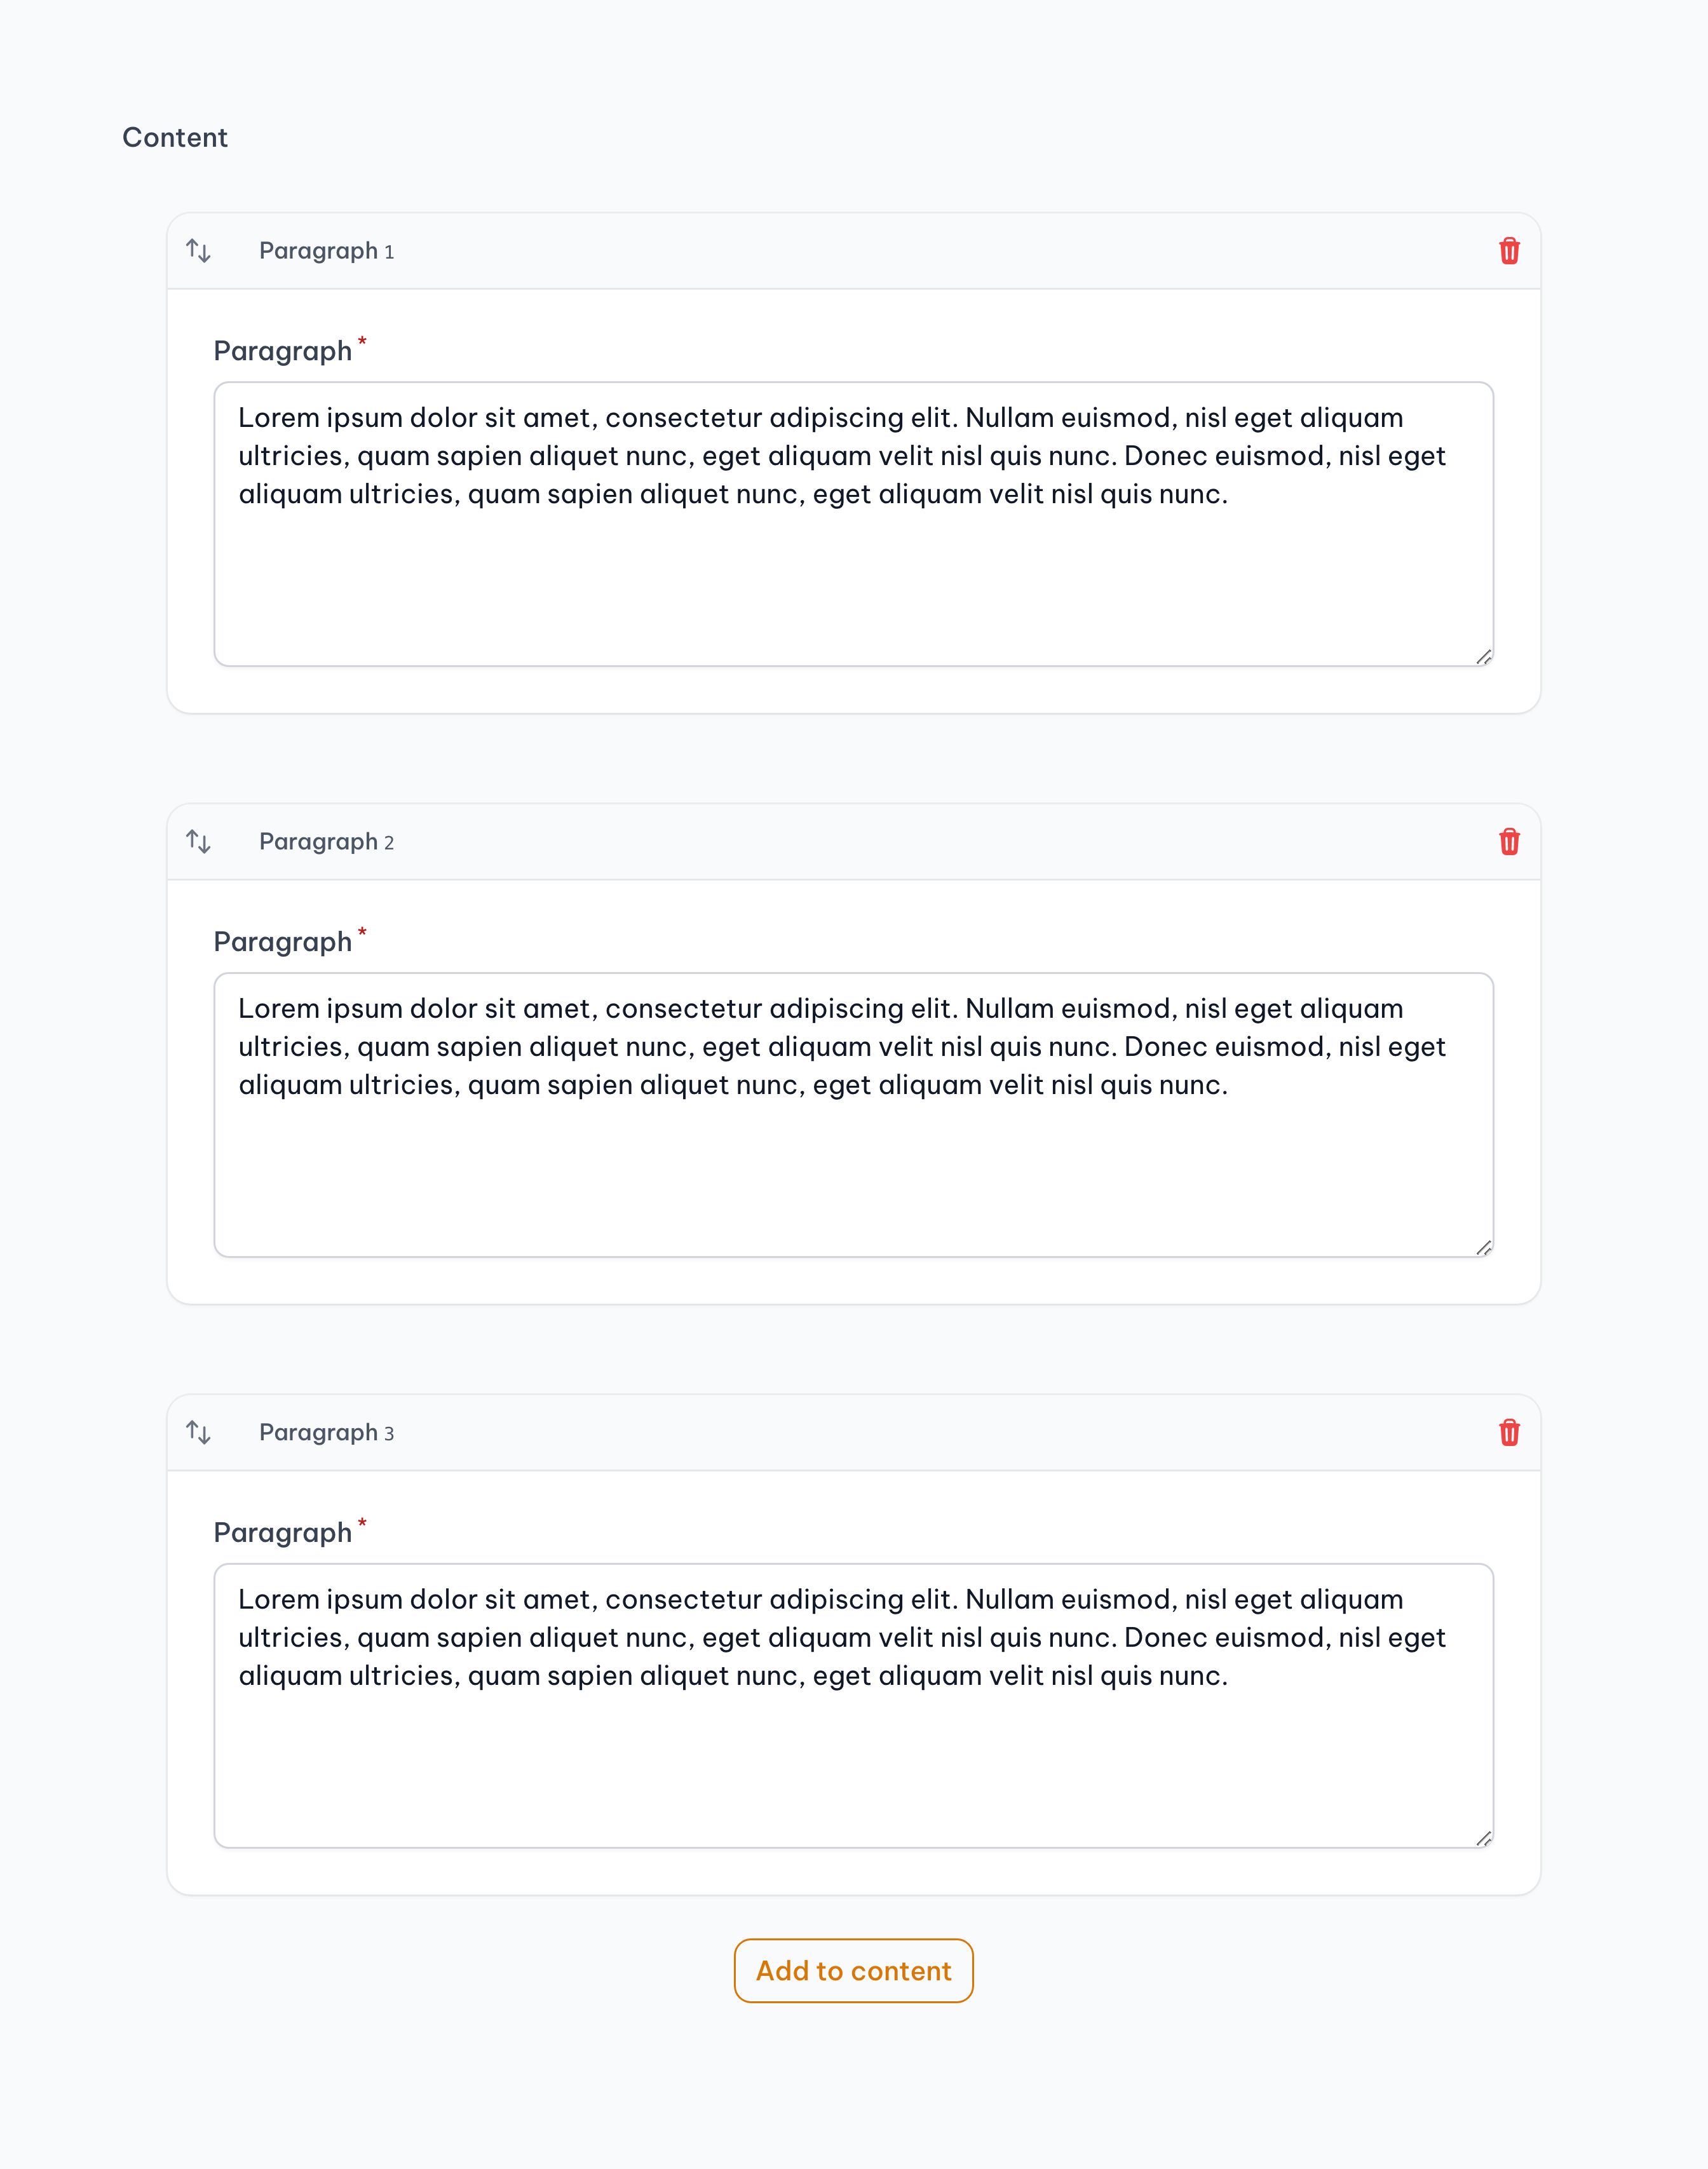 Content
Paragraph 1
Paragraph *
Lorem ipsum dolor sit amet, consectetur adipiscing elit. Nullam euismod, nisl eget aliquam
ultricies, quam sapien aliquet nunc, eget aliquam velit nisl quis nunc. Donec euismod, nisl eget
aliquam ultricies, quam sapien aliquet nunc, eget aliquam velit nisl quis nunc.
Paragraph 2
Paragraph *
Lorem ipsum dolor sit amet, consectetur adipiscing elit. Nullam euismod, nisl eget aliquam
ultricies, quam sapien aliquet nunc, eget aliquam velit nisl quis nunc. Donec euismod, nisl eget
aliquam ultricies, quam sapien aliquet nunc, eget aliquam velit nisl quis nunc.
Paragraph 3
Paragraph *
Lorem ipsum dolor sit amet, consectetur adipiscing elit. Nullam euismod, nisl eget aliquam
ultricies, quam sapien aliquet nunc, eget aliquam velit nisl quis nunc. Donec euismod, nisl eget
aliquam ultricies, quam sapien aliquet nunc, eget aliquam velit nisl quis nunc.
Add to content